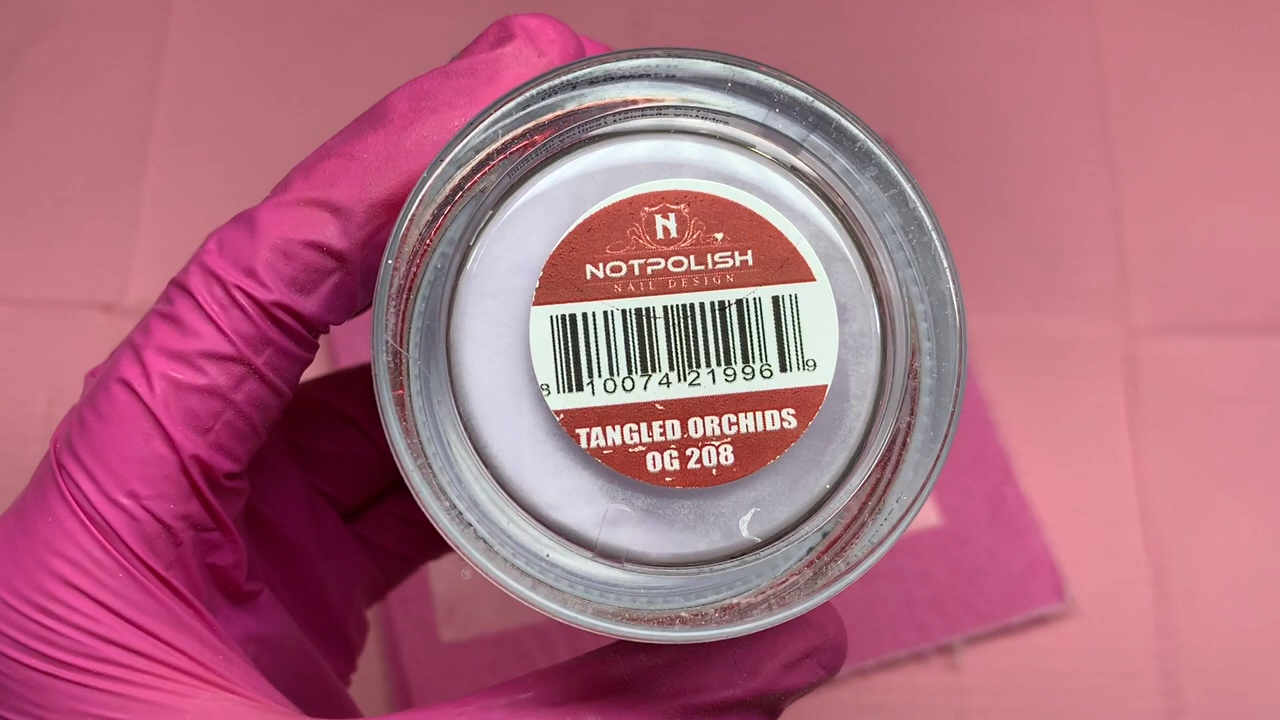 N
NOTPOLISH
NAIL DESIGN
8 10074 21996 9
TANGLED ORCHIDS
OG 208